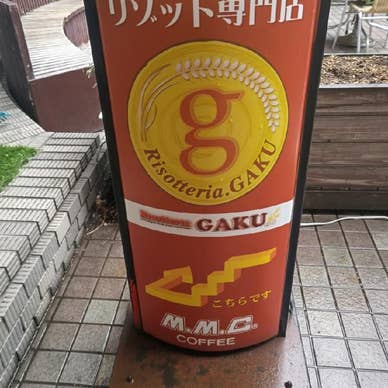 リゾット専門店
g
Risotteria.GAKU
Risotteria GAKU
こちらです
M.M.C.
COFFEE